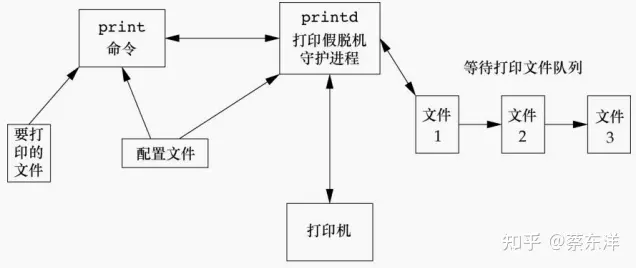 print
命令
printd
打印假脱机
守护进程
等待打印文件队列
要打
印的
文件
配置文件
文件
1
文件
2
文件
3
打印机
知乎 @蔡东洋